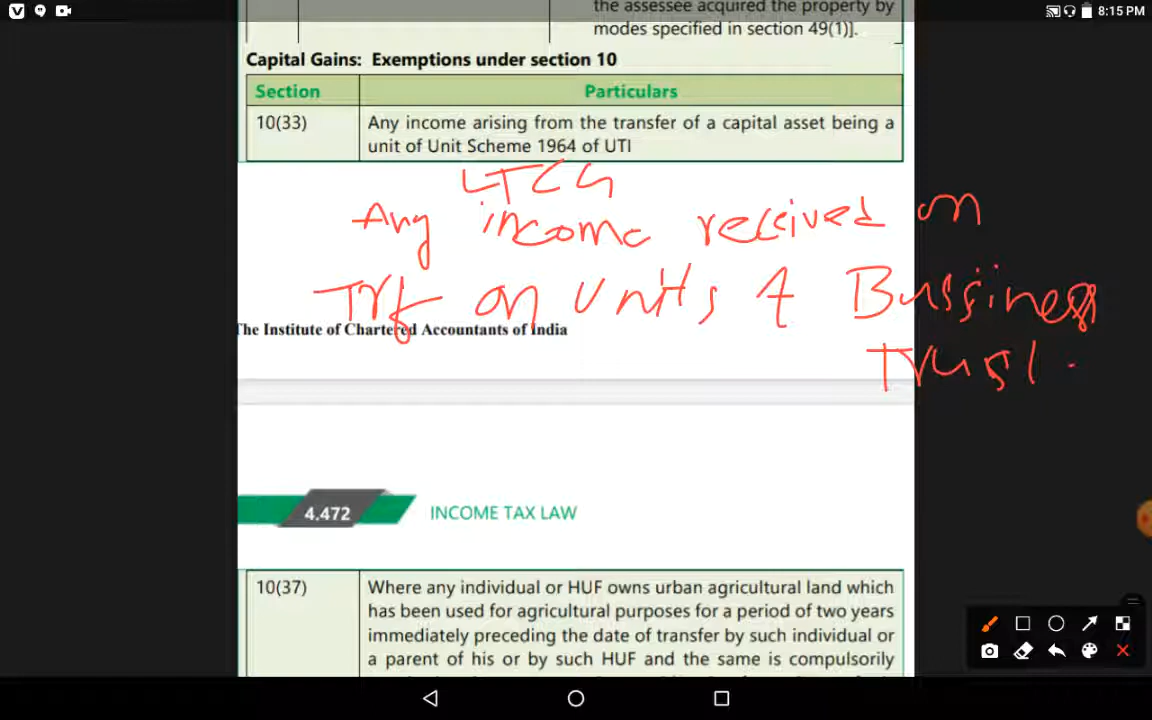 8:15 PM
the assessee acquired the property by
modes specified in section 49(1)].
Capital Gains: Exemptions under section 10
Section Particulars
10(33) Any income arising from the transfer of a capital asset being a
unit of Unit Scheme 1964 of UTI
LTCG
Any income received on
Trf on Units of Bussiness
Trust.
The Institute of Chartered Accountants of India
4.472 INCOME TAX LAW
10(37) Where any individual or HUF owns urban agricultural land which
has been used for agricultural purposes for a period of two years
immediately preceding the date of transfer by such individual or
a parent of his or by such HUF and the same is compulsorily